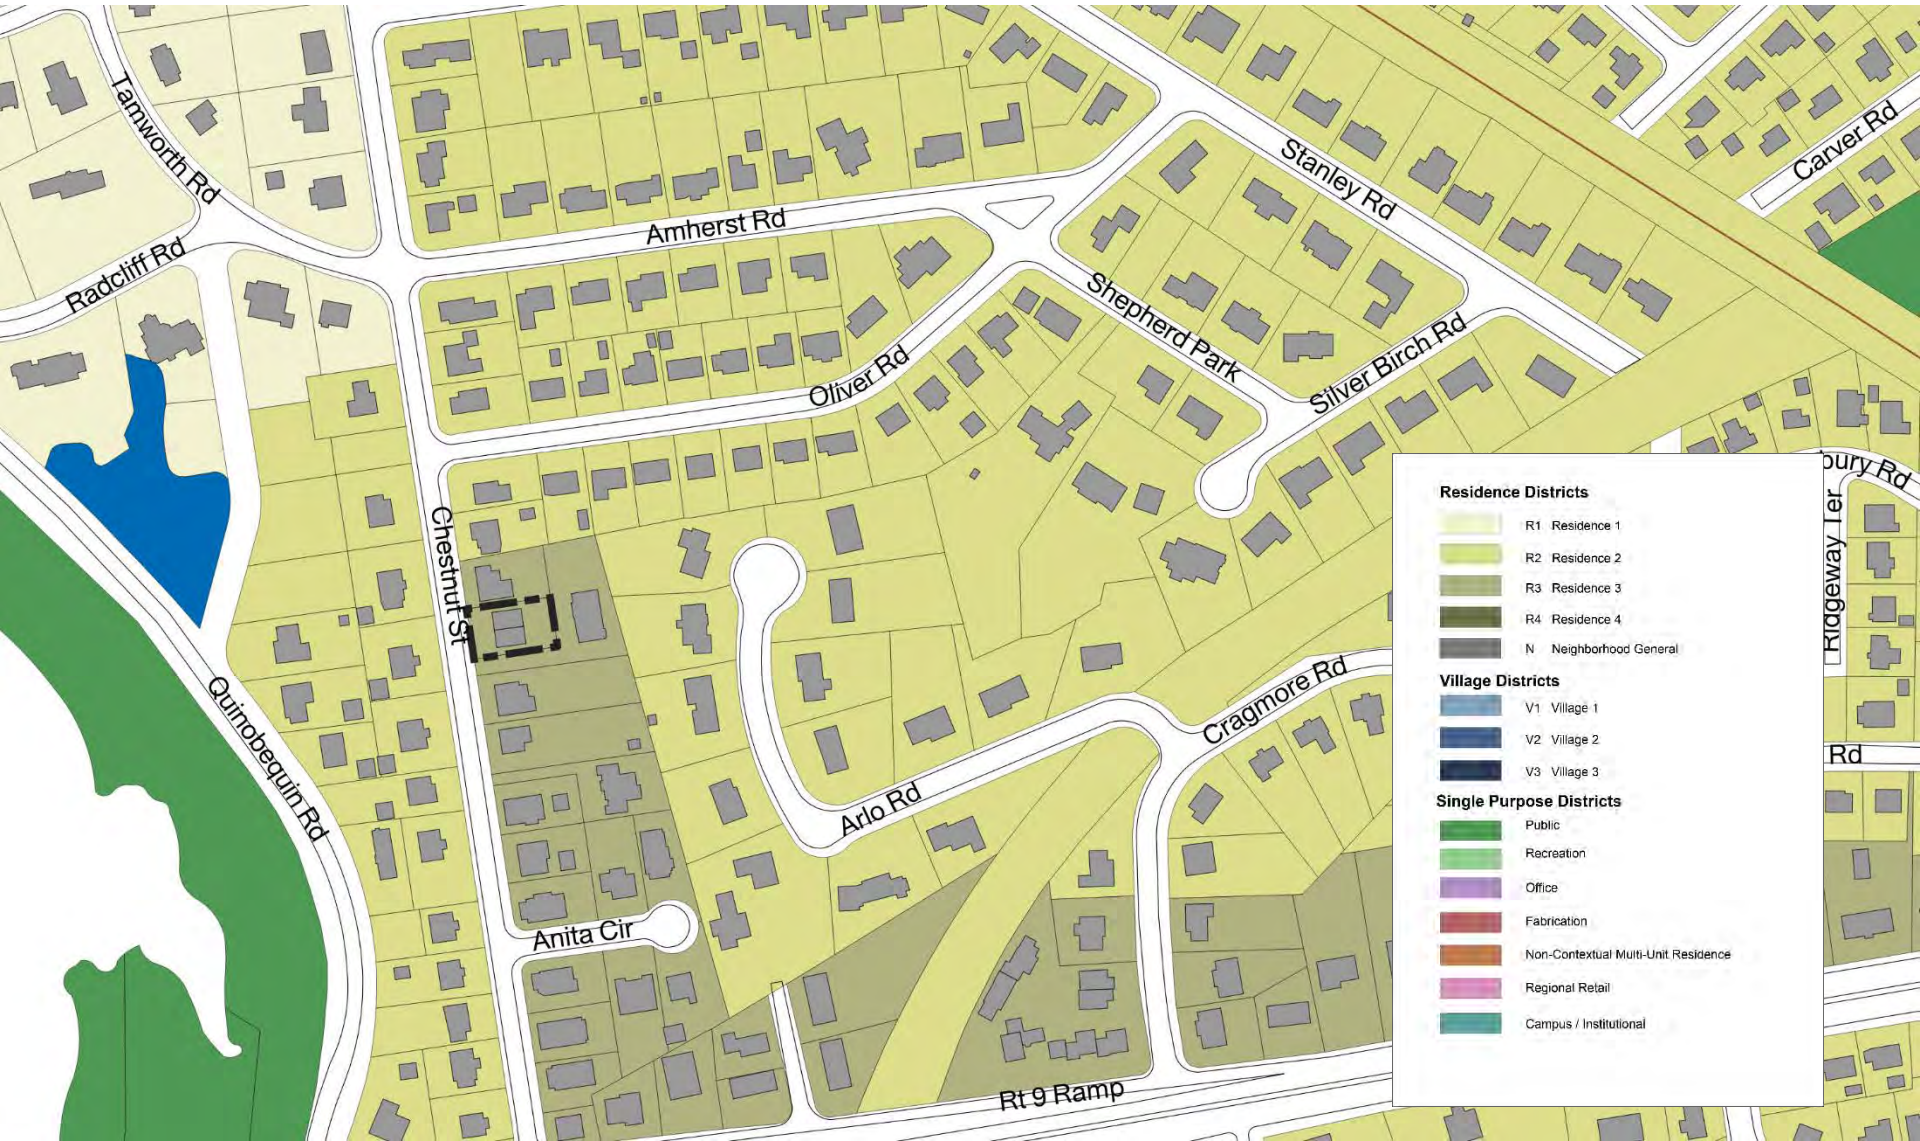 Tamworth Rd
Radcliff Rd
Amherst Rd
Stanley Rd
Carver Rd
Shepherd Park
Silver Birch Rd
Oliver Rd
Chestnut St
Quinobequin Rd
Arlo Rd
Cragmore Rd
Anita Cir
Rt 9 Ramp
bury Rd
Ridgeway Ter
Rd
Residence Districts
R1 Residence 1
R2 Residence 2
R3 Residence 3
R4 Residence 4
N Neighborhood General
Village Districts
V1 Village 1
V2 Village 2
V3 Village 3
Single Purpose Districts
Public
Recreation
Office
Fabrication
Non-Contextual Multi-Unit Residence
Regional Retail
Campus / Institutional